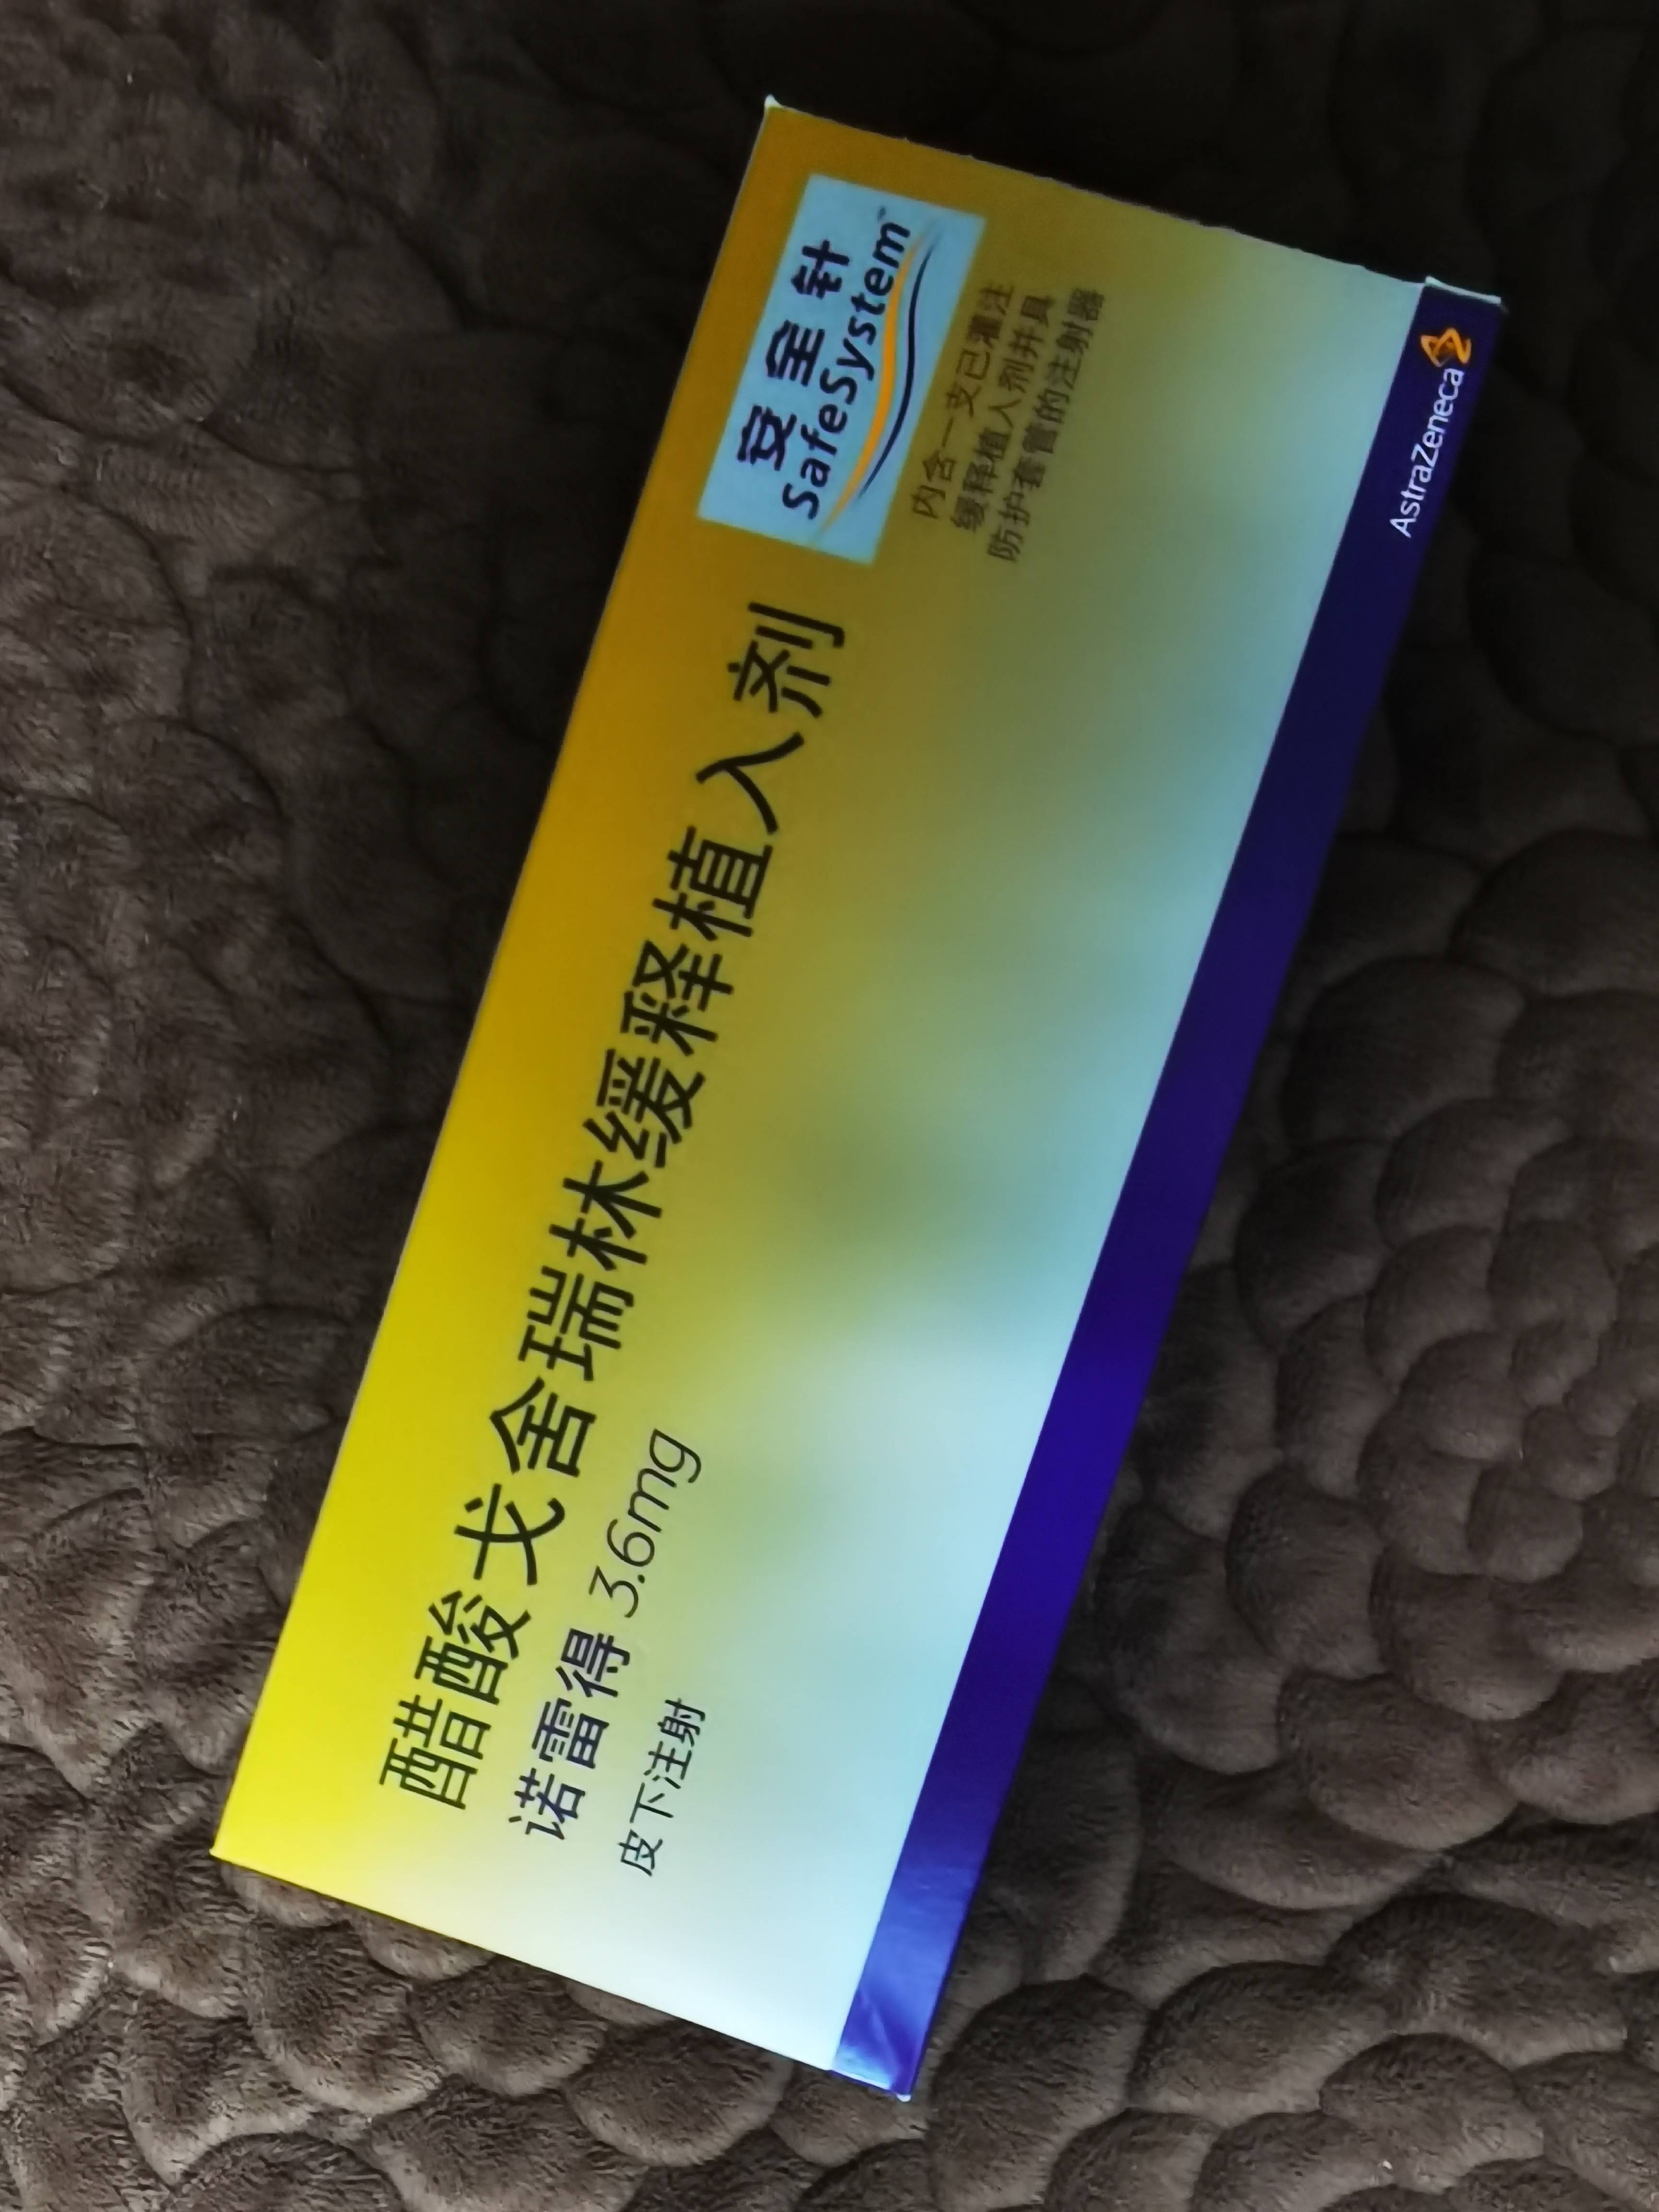 醋酸戈舍瑞林缓释植入剂
诺雷得 3.6mg
皮下注射
安全针
SafeSystem™
内含一支已灌注
缓释植入剂并具
防护套管的注射器
AstraZeneca